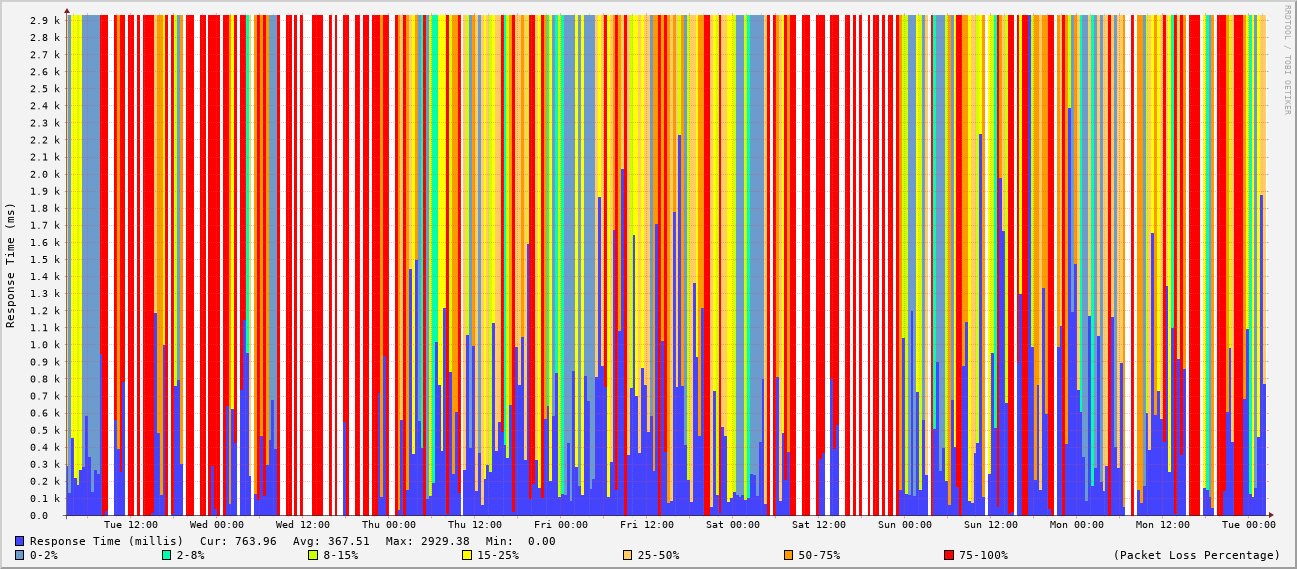 RRDTOOL / TOBI OETIKER
Response Time (ms)
2.9 k
2.8 k
2.7 k
2.6 k
2.5 k
2.4 k
2.3 k
2.2 k
2.1 k
2.0 k
1.9 k
1.8 k
1.7 k
1.6 k
1.5 k
1.4 k
1.3 k
1.2 k
1.1 k
1.0 k
0.9 k
0.8 k
0.7 k
0.6 k
0.5 k
0.4 k
0.3 k
0.2 k
0.1 k
0.0
Tue 12:00 Wed 00:00 Wed 12:00 Thu 00:00 Thu 12:00 Fri 00:00 Fri 12:00 Sat 00:00 Sat 12:00 Sun 00:00 Sun 12:00 Mon 00:00 Mon 12:00 Tue 00:00
Response Time (millis) Cur: 763.96 Avg: 367.51 Max: 2929.38 Min: 0.00
0-2% 2-8% 8-15% 15-25% 25-50% 50-75% 75-100% (Packet Loss Percentage)